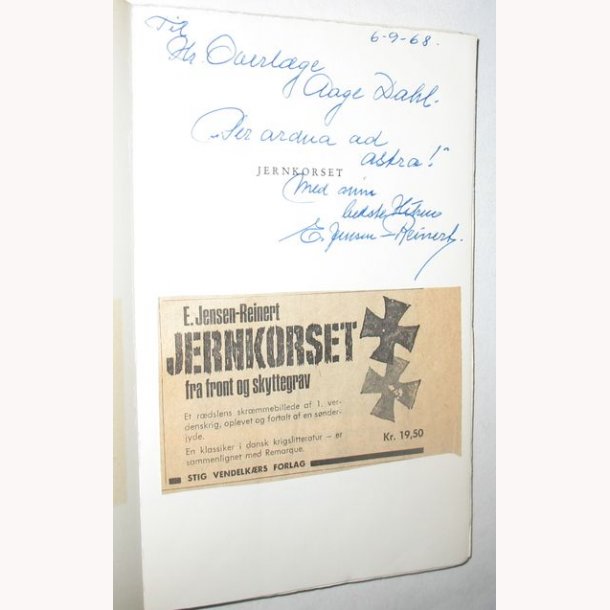 Til
6-9-68.
Hr Overlæge
Aage Dahl.
"Per ardua ad
astra!"
JERNKORSET
Med min
bedste Hilsen
E. Jensen-Reinert.
E. Jensen-Reinert
JERNKORSET
fra front og skyttegrav
Et rædslens skræmmebillede af 1. ver-
denskrig, oplevet og fortalt af en sønder-
jyde.
En klassiker i dansk krigslitteratur – er
sammenlignet med Remarque.
Kr. 19,50
STIG VENDELKÆRS FORLAG